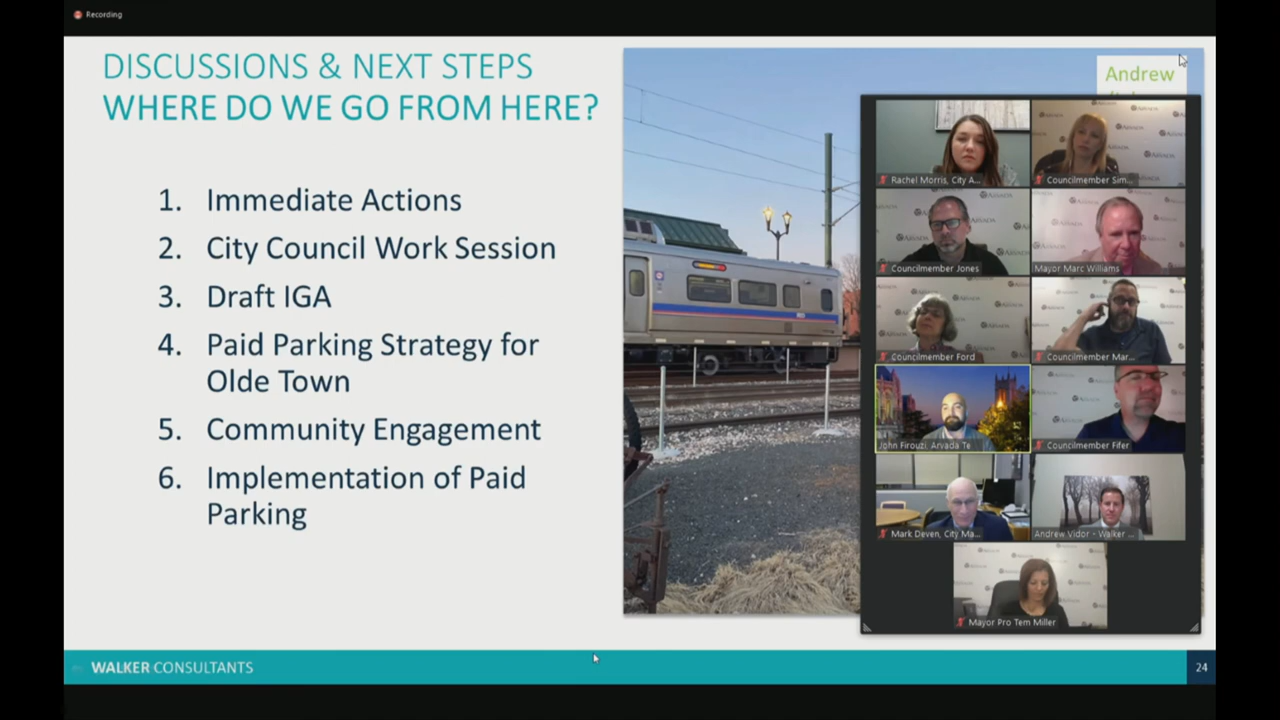 Recording
DISCUSSIONS & NEXT STEPS
WHERE DO WE GO FROM HERE?
1. Immediate Actions
2. City Council Work Session
3. Draft IGA
4. Paid Parking Strategy for
Olde Town
5. Community Engagement
6. Implementation of Paid
Parking
Andrew
Rachel Morris, City A...
Councilmember Sim...
Councilmember Jones
Mayor Marc Williams
Councilmember Ford
Councilmember Mar...
John Firouzi, Arvada Te
Councilmember Fifer
Mark Deven, City Ma...
Andrew Vidor - Walker ...
Mayor Pro Tem Miller
WALKER CONSULTANTS
24